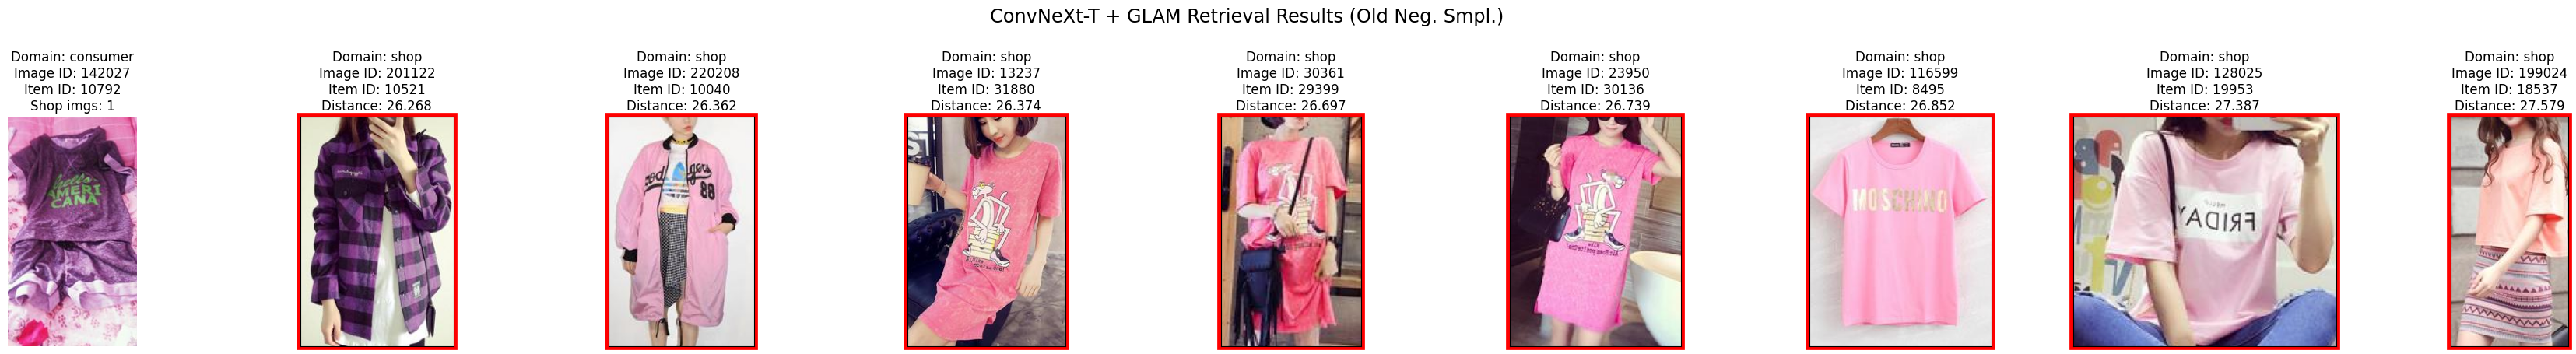 ConvNeXt-T + GLAM Retrieval Results (Old Neg. Smpl.)
Domain: consumer
Image ID: 142027
Item ID: 10792
Shop imgs: 1
Domain: shop
Image ID: 201122
Item ID: 10521
Distance: 26.268
Domain: shop
Image ID: 220208
Item ID: 10040
Distance: 26.362
Domain: shop
Image ID: 13237
Item ID: 31880
Distance: 26.374
Domain: shop
Image ID: 30361
Item ID: 29399
Distance: 26.697
Domain: shop
Image ID: 23950
Item ID: 30136
Distance: 26.739
Domain: shop
Image ID: 116599
Item ID: 8495
Distance: 26.852
Domain: shop
Image ID: 128025
Item ID: 19953
Distance: 27.387
Domain: shop
Image ID: 199024
Item ID: 18537
Distance: 27.579
hello
AMERI
CANA
88
MOSCHINO
FRIDAY